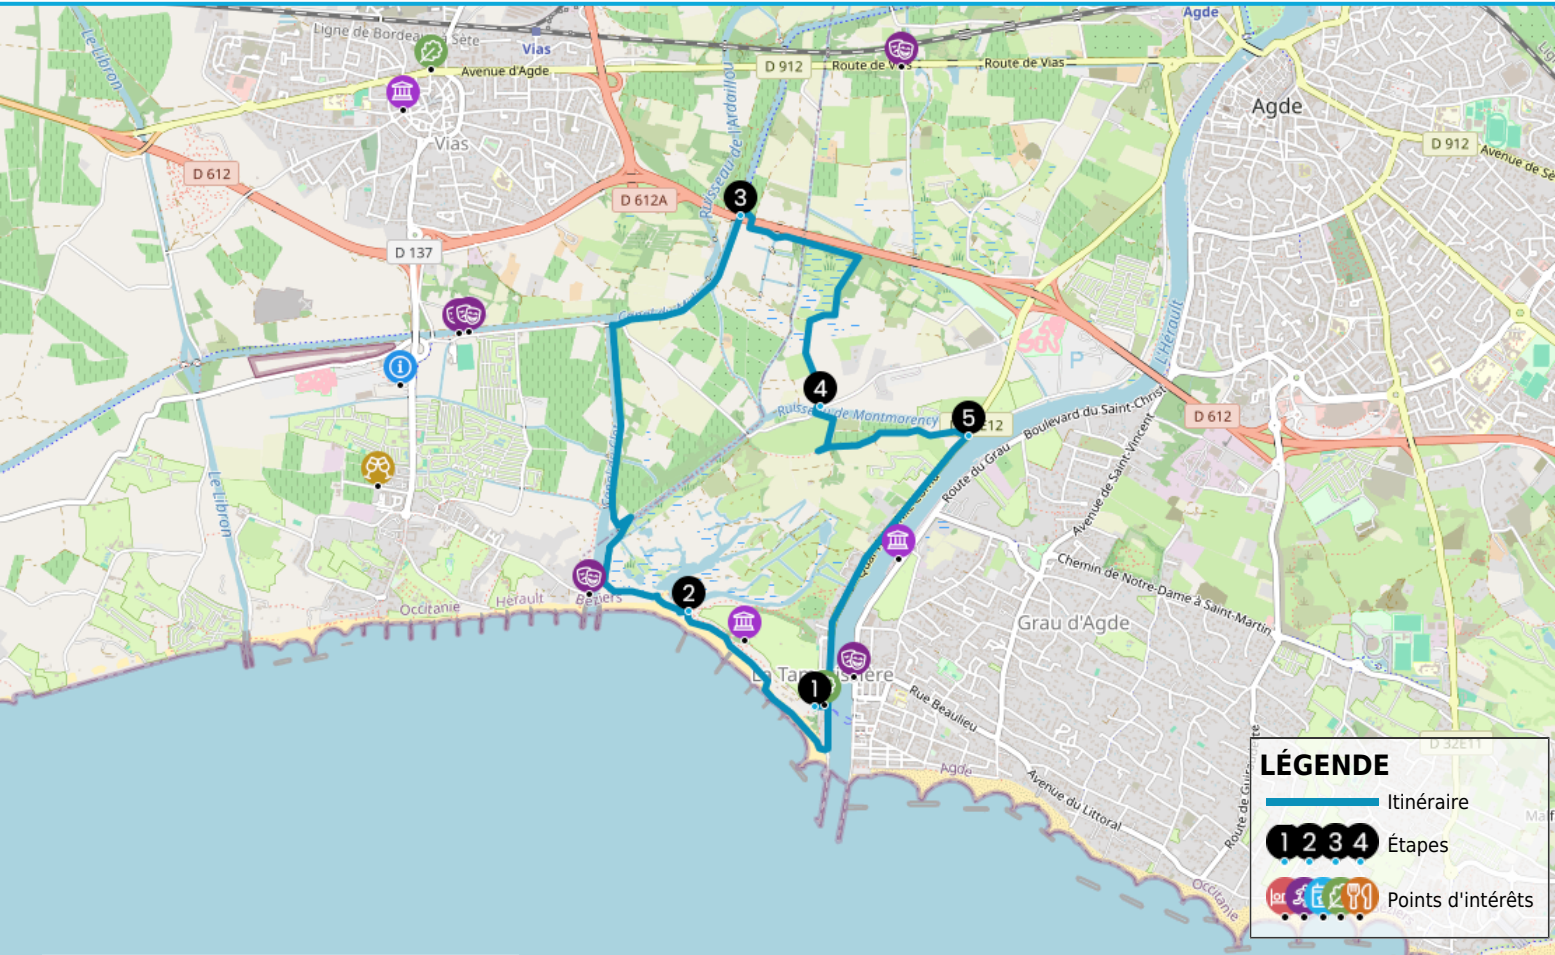 Agde
Ligne de Bordeaux à Sète
Vias
Le Libron
D 912
Route de Vias
Route de Vias
Avenue d'Agde
Agde
Vias
Ruisseau de l'Ardaillou
D 912
Avenue de Sè
D 612
D 612A
3
D 137
Canal du Midi
L'Hérault
P
4
Ruisseau de Montmorency
5
E12
Boulevard du Saint-Chris
D 612
Route du Grau
Avenue de Saint-Vincent
Le Libron
Chemin de Notre-Dame à Saint-Martin
Occitanie
Hérault
Béziers
2
Grau d'Agde
La Tamarissière
1
Rue Beaulieu
Agde
Avenue du Littoral
D 32E11
Occitanie
LÉGENDE
Itinéraire
1 2 3 4
Étapes
Points d'intérêts